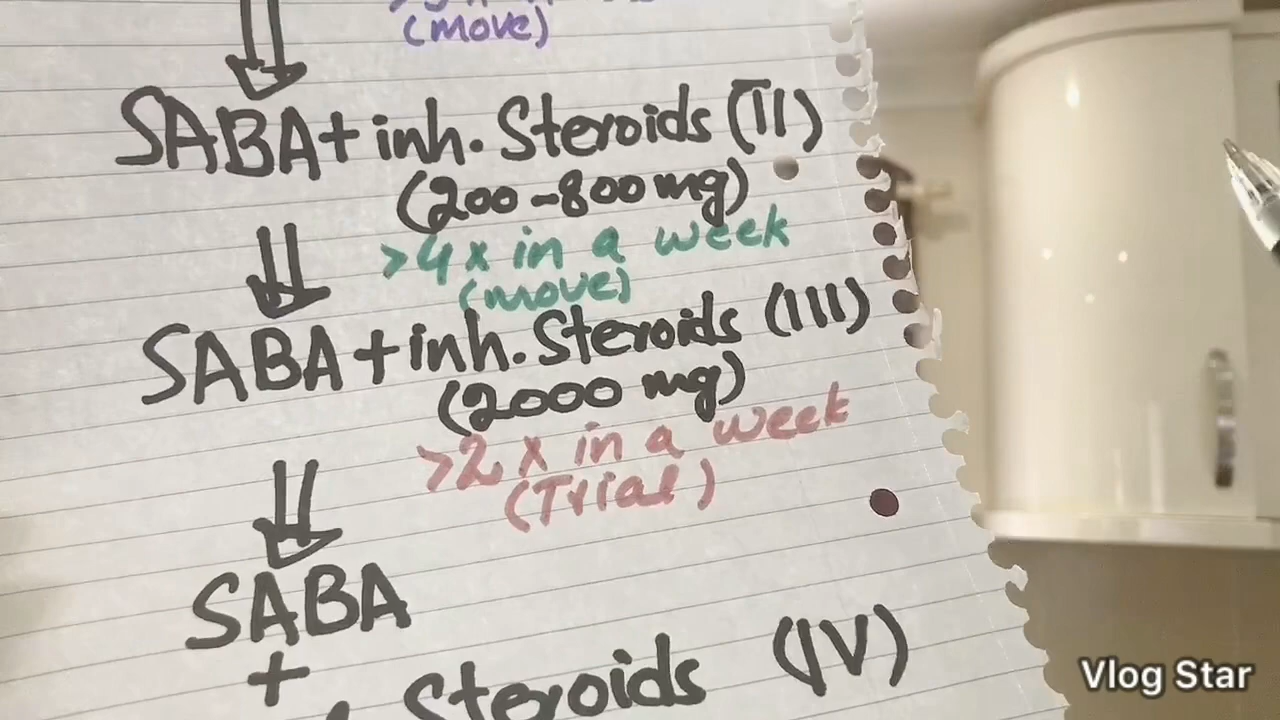 (move)
SABA + inh. Steroids (II)
(200-800 mg)
>4 x in a week
(move)
SABA + inh. Steroids (III)
(2000 mg)
>2 x in a week
(Trial)
SABA
+
Steroids (IV)
Vlog Star